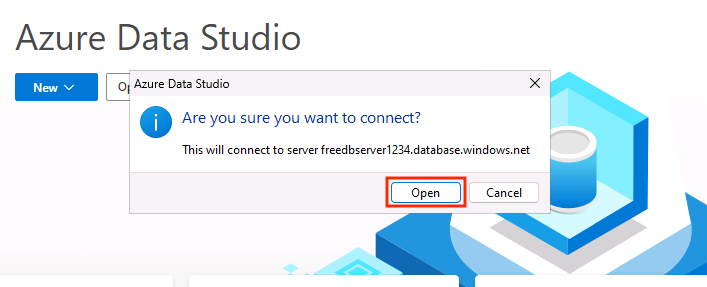 Azure Data Studio
New
Op
Azure Data Studio
Are you sure you want to connect?
This will connect to server freedbserver1234.database.windows.net
Open
Cancel